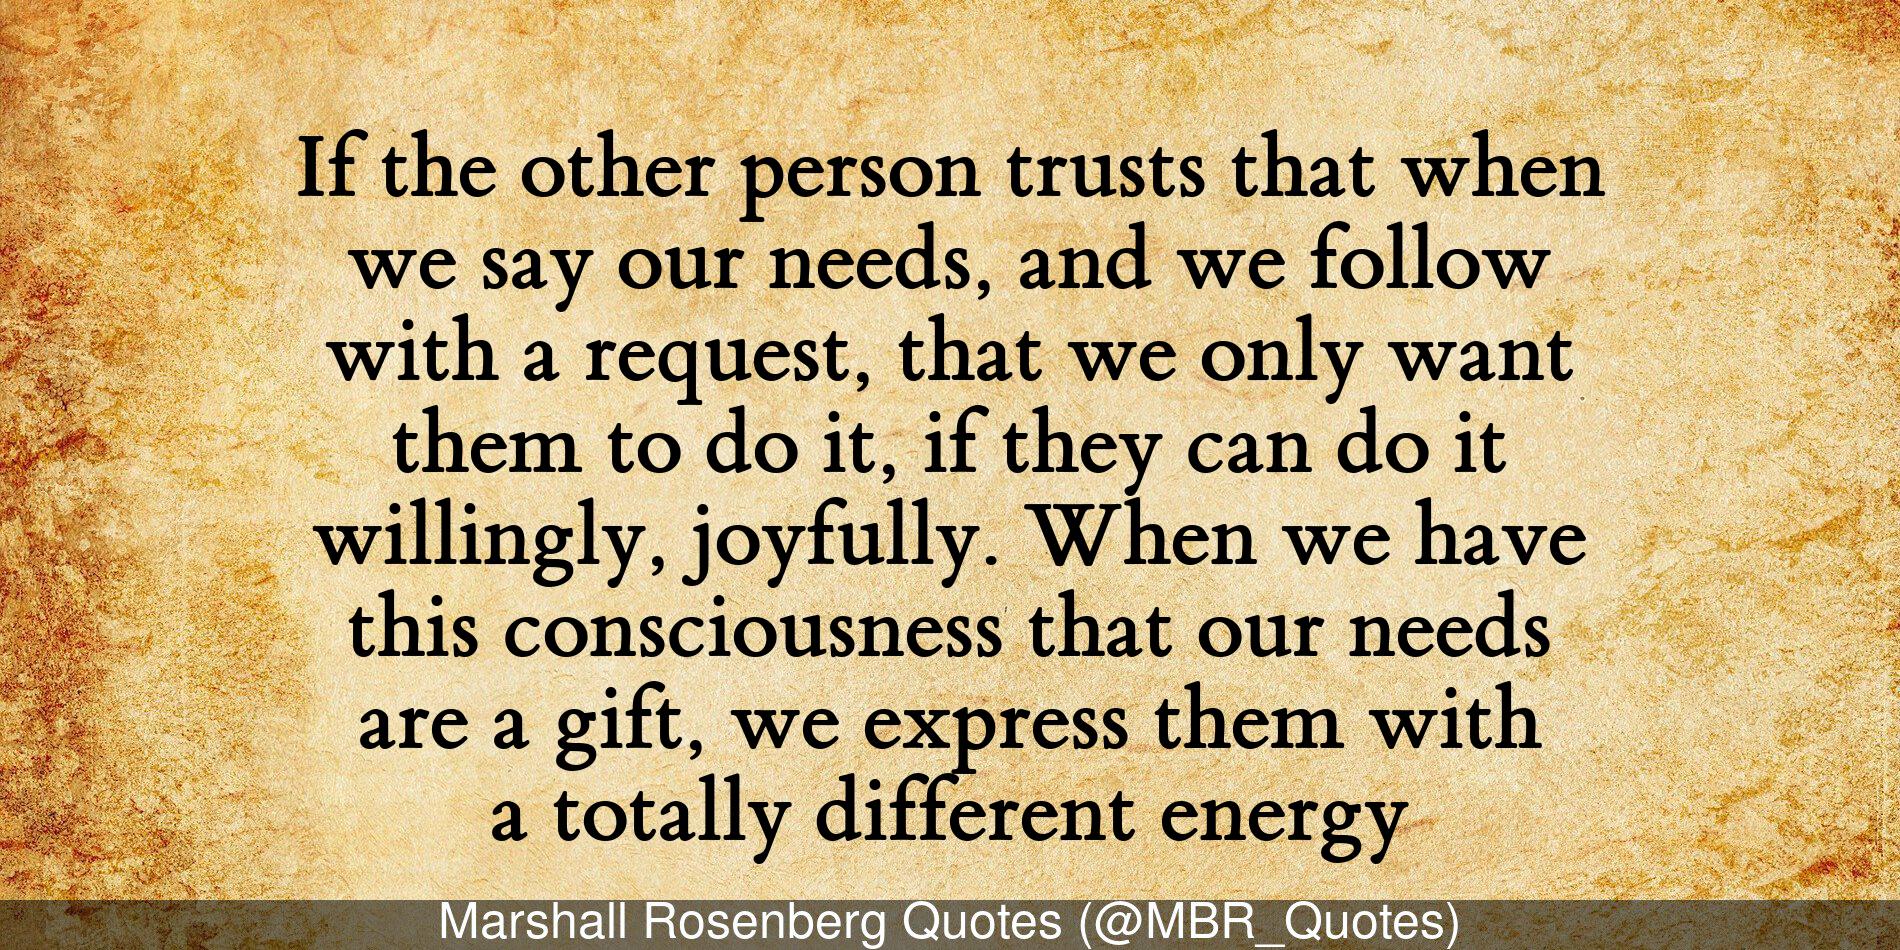 If the other person trusts that when
we say our needs, and we follow
with a request, that we only want
them to do it, if they can do it
willingly, joyfully. When we have
this consciousness that our needs
are a gift, we express them with
a totally different energy
Marshall Rosenberg Quotes (@MBR_Quotes)